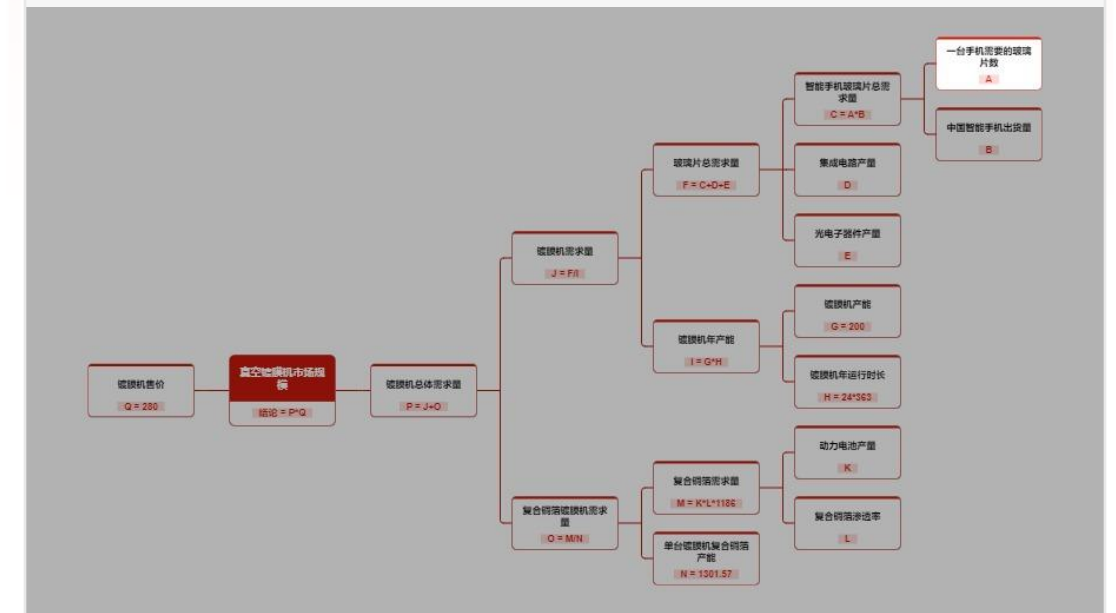 一台手机需要的玻璃
片数
A
智能手机玻璃片总需
求量
C = A*B
中国智能手机出货量
B
玻璃片总需求量
F = C+D+E
集成电路产量
D
光电子器件产量
E
镀膜机需求量
J = F/I
镀膜机产能
G = 200
镀膜机年产能
I = G*H
镀膜机年运行时长
H = 24*363
镀膜机售价
Q = 280
真空镀膜机市场规
模
结论 = P*Q
镀膜机总体需求量
P = J+O
动力电池产量
K
复合铜箔需求量
M = K*L*1186
复合铜箔渗透率
L
复合铜箔镀膜机需求
量
O = M/N
单台镀膜机复合铜箔
产能
N = 1301.57